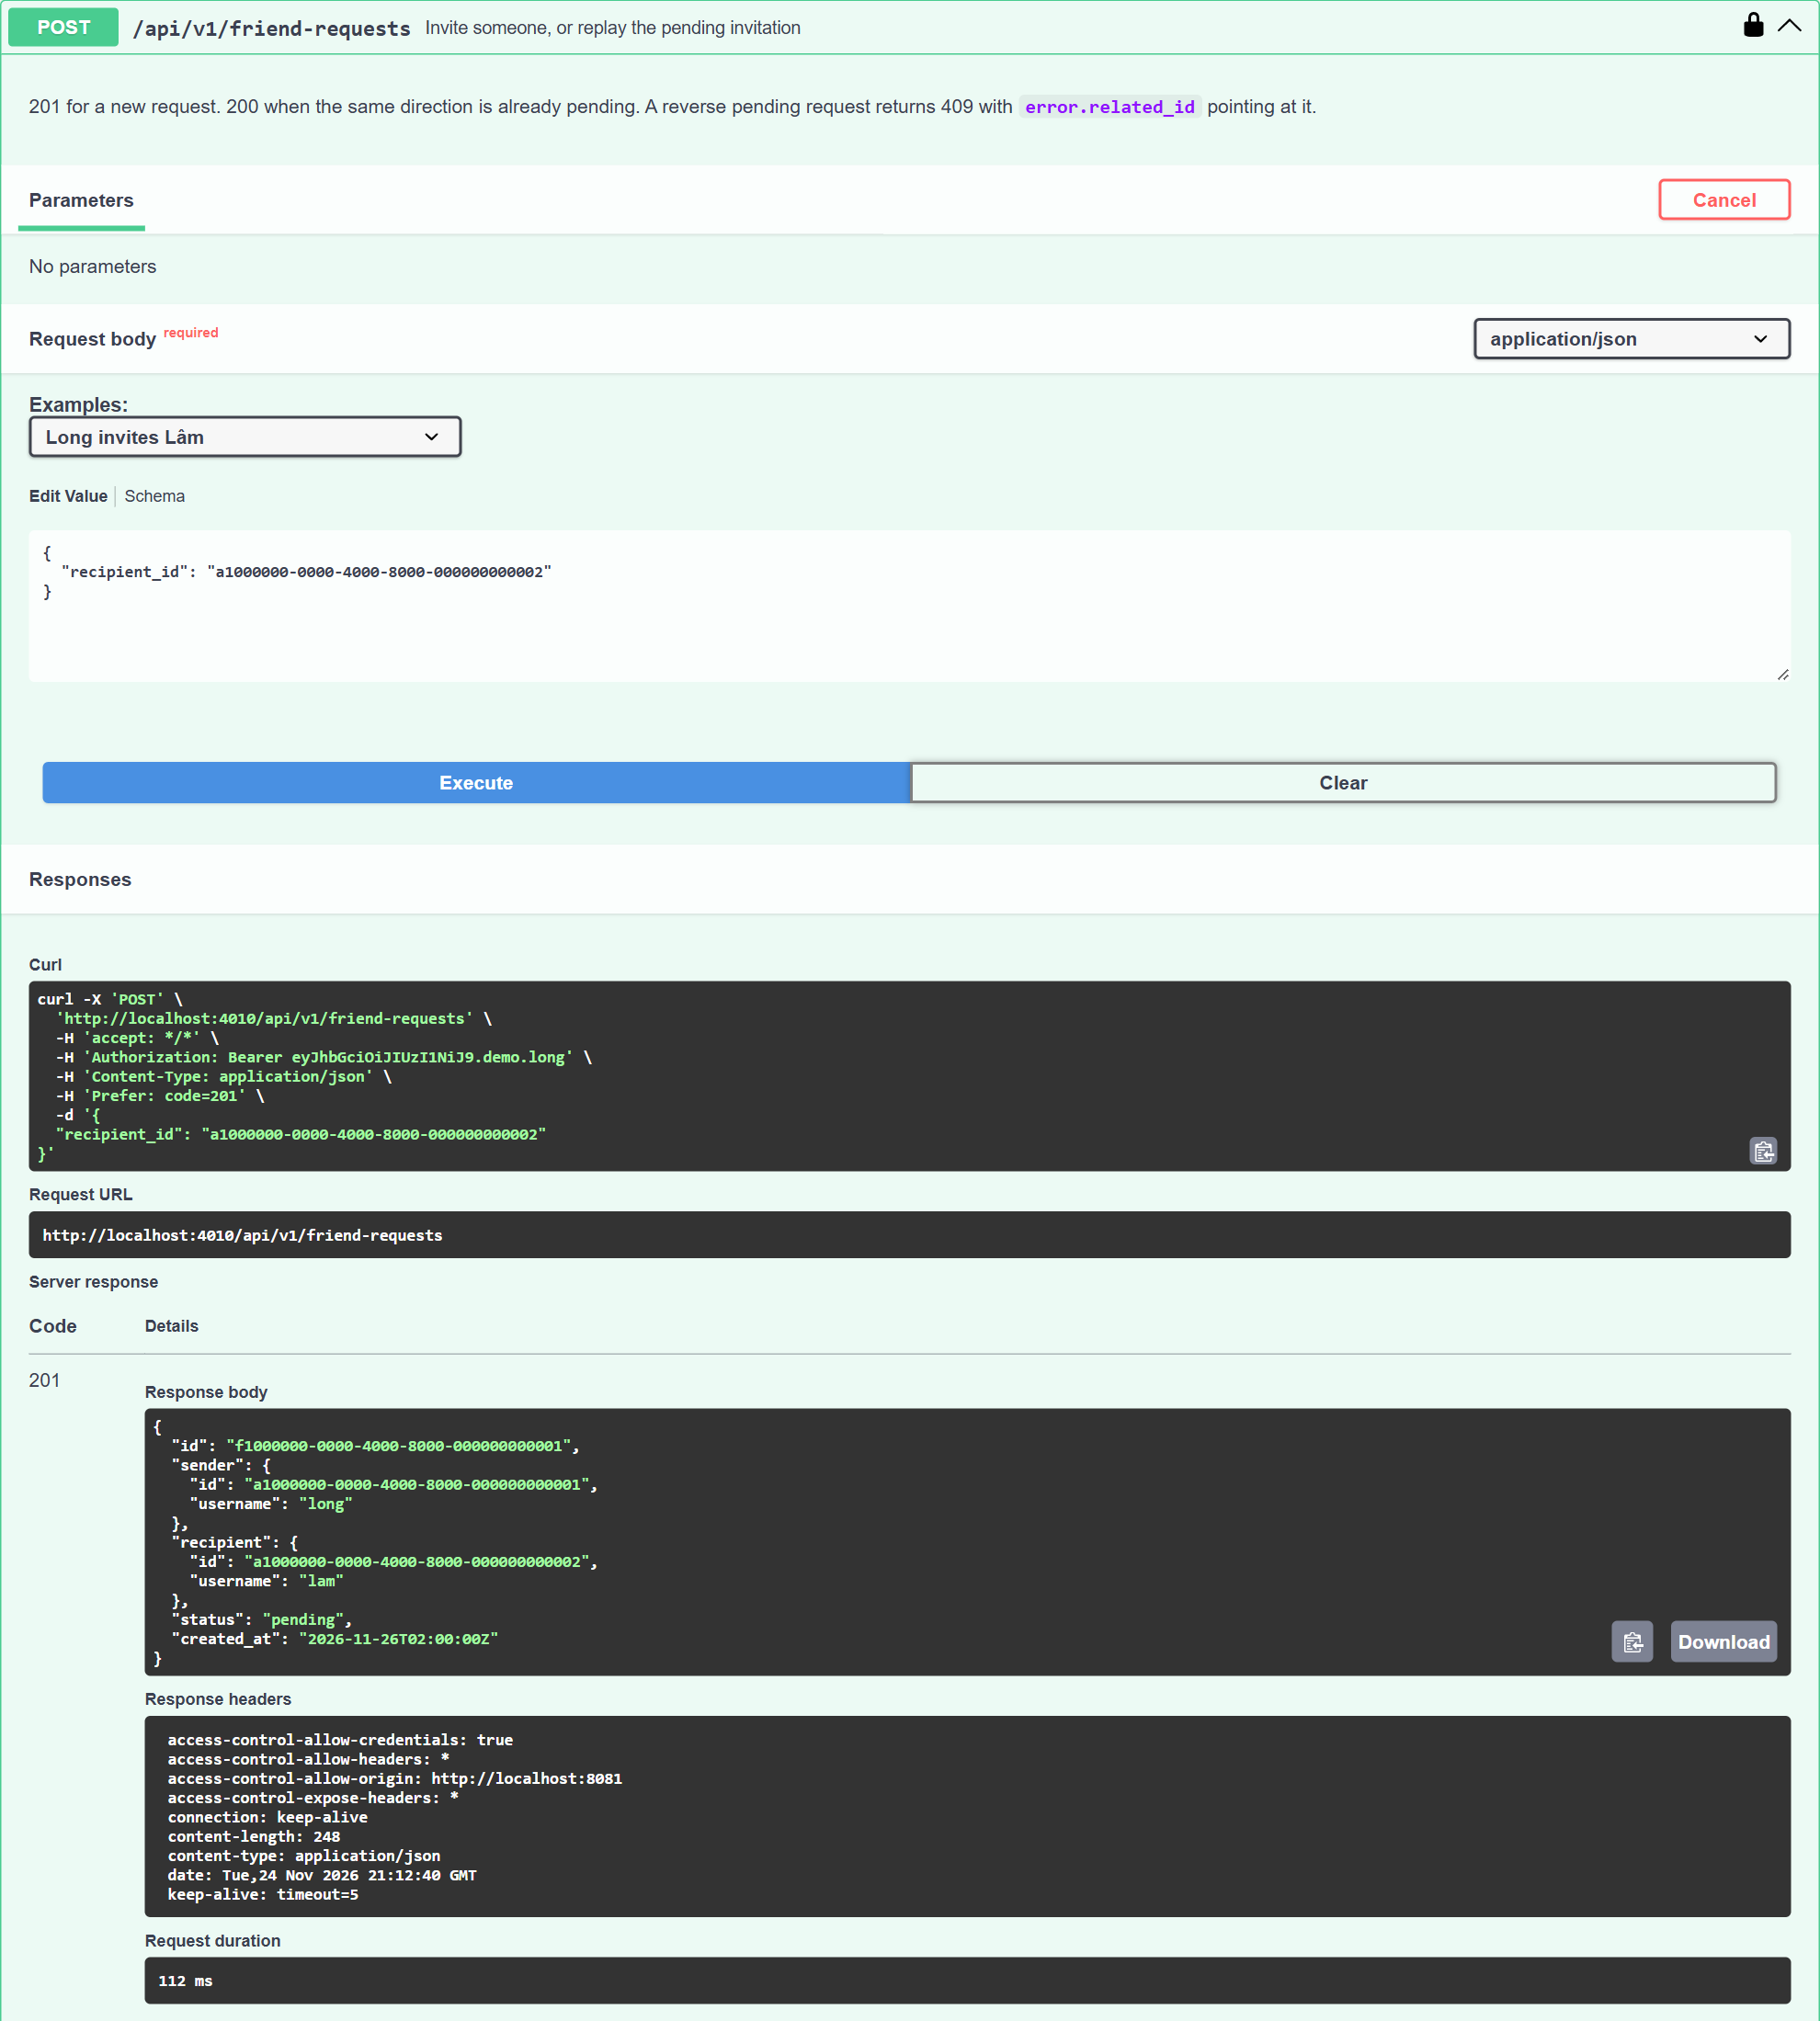 POST /api/v1/friend-requests Invite someone, or replay the pending invitation
201 for a new request. 200 when the same direction is already pending. A reverse pending request returns 409 with error.related_id pointing at it.
Parameters
Cancel
No parameters
Request body required
application/json
Examples:
Long invites Lâm
Edit Value Schema
{
  "recipient_id": "a1000000-0000-4000-8000-000000000002"
}
Execute
Clear
Responses
Curl
curl -X 'POST' \
  'http://localhost:4010/api/v1/friend-requests' \
  -H 'accept: */*' \
  -H 'Authorization: Bearer eyJhbGciOiJIUzI1NiJ9.demo.long' \
  -H 'Content-Type: application/json' \
  -H 'Prefer: code=201' \
  -d '{
  "recipient_id": "a1000000-0000-4000-8000-000000000002"
}'
Request URL
http://localhost:4010/api/v1/friend-requests
Server response
Code Details
201
Response body
{
  "id": "f1000000-0000-4000-8000-000000000001",
  "sender": {
    "id": "a1000000-0000-4000-8000-000000000001",
    "username": "long"
  },
  "recipient": {
    "id": "a1000000-0000-4000-8000-000000000002",
    "username": "lam"
  },
  "status": "pending",
  "created_at": "2026-11-26T02:00:00Z"
}
Download
Response headers
access-control-allow-credentials: true
access-control-allow-headers: *
access-control-allow-origin: http://localhost:8081
access-control-expose-headers: *
connection: keep-alive
content-length: 248
content-type: application/json
date: Tue,24 Nov 2026 21:12:40 GMT
keep-alive: timeout=5
Request duration
112 ms